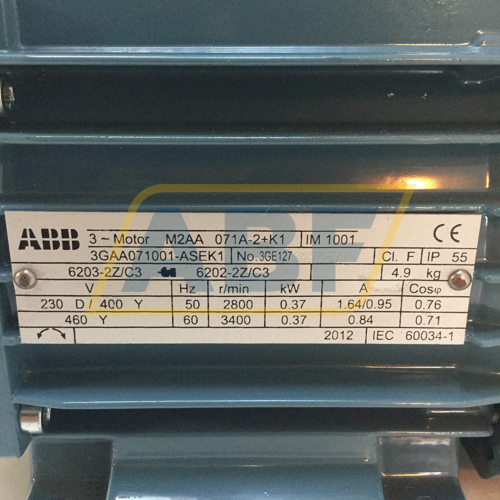 ABB 3~Motor M2AA 071A-2+K1 IM 1001 CE
3GAA071001-ASEK1 No. 3GE127 Cl. F IP 55
6203-2Z/C3 6202-2Z/C3 4.9 kg
V Hz r/min kW A Cosφ
230 D 400 Y 50 2800 0.37 1.64/0.95 0.76
460 Y 60 3400 0.37 0.84 0.71
2012 IEC 60034-1
ABF